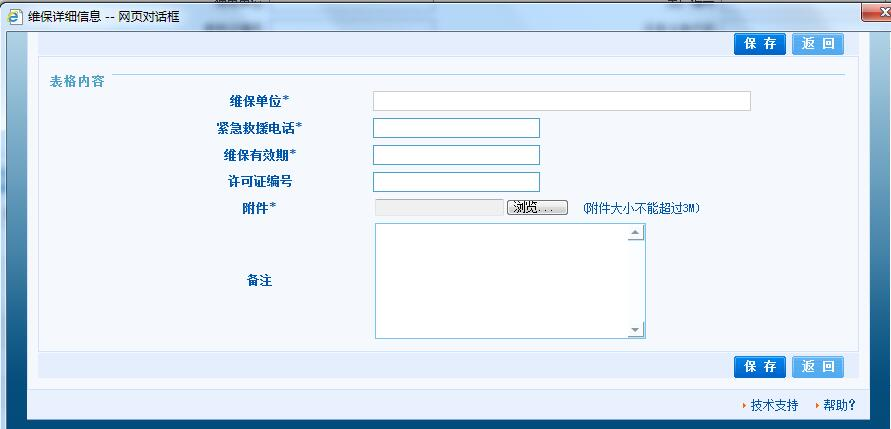 维保详细信息 -- 网页对话框
保 存 返 回
表格内容
维保单位*
紧急救援电话*
维保有效期*
许可证编号
附件* 浏览... (附件大小不能超过3M)
备注
保 存 返 回
技术支持 帮助?